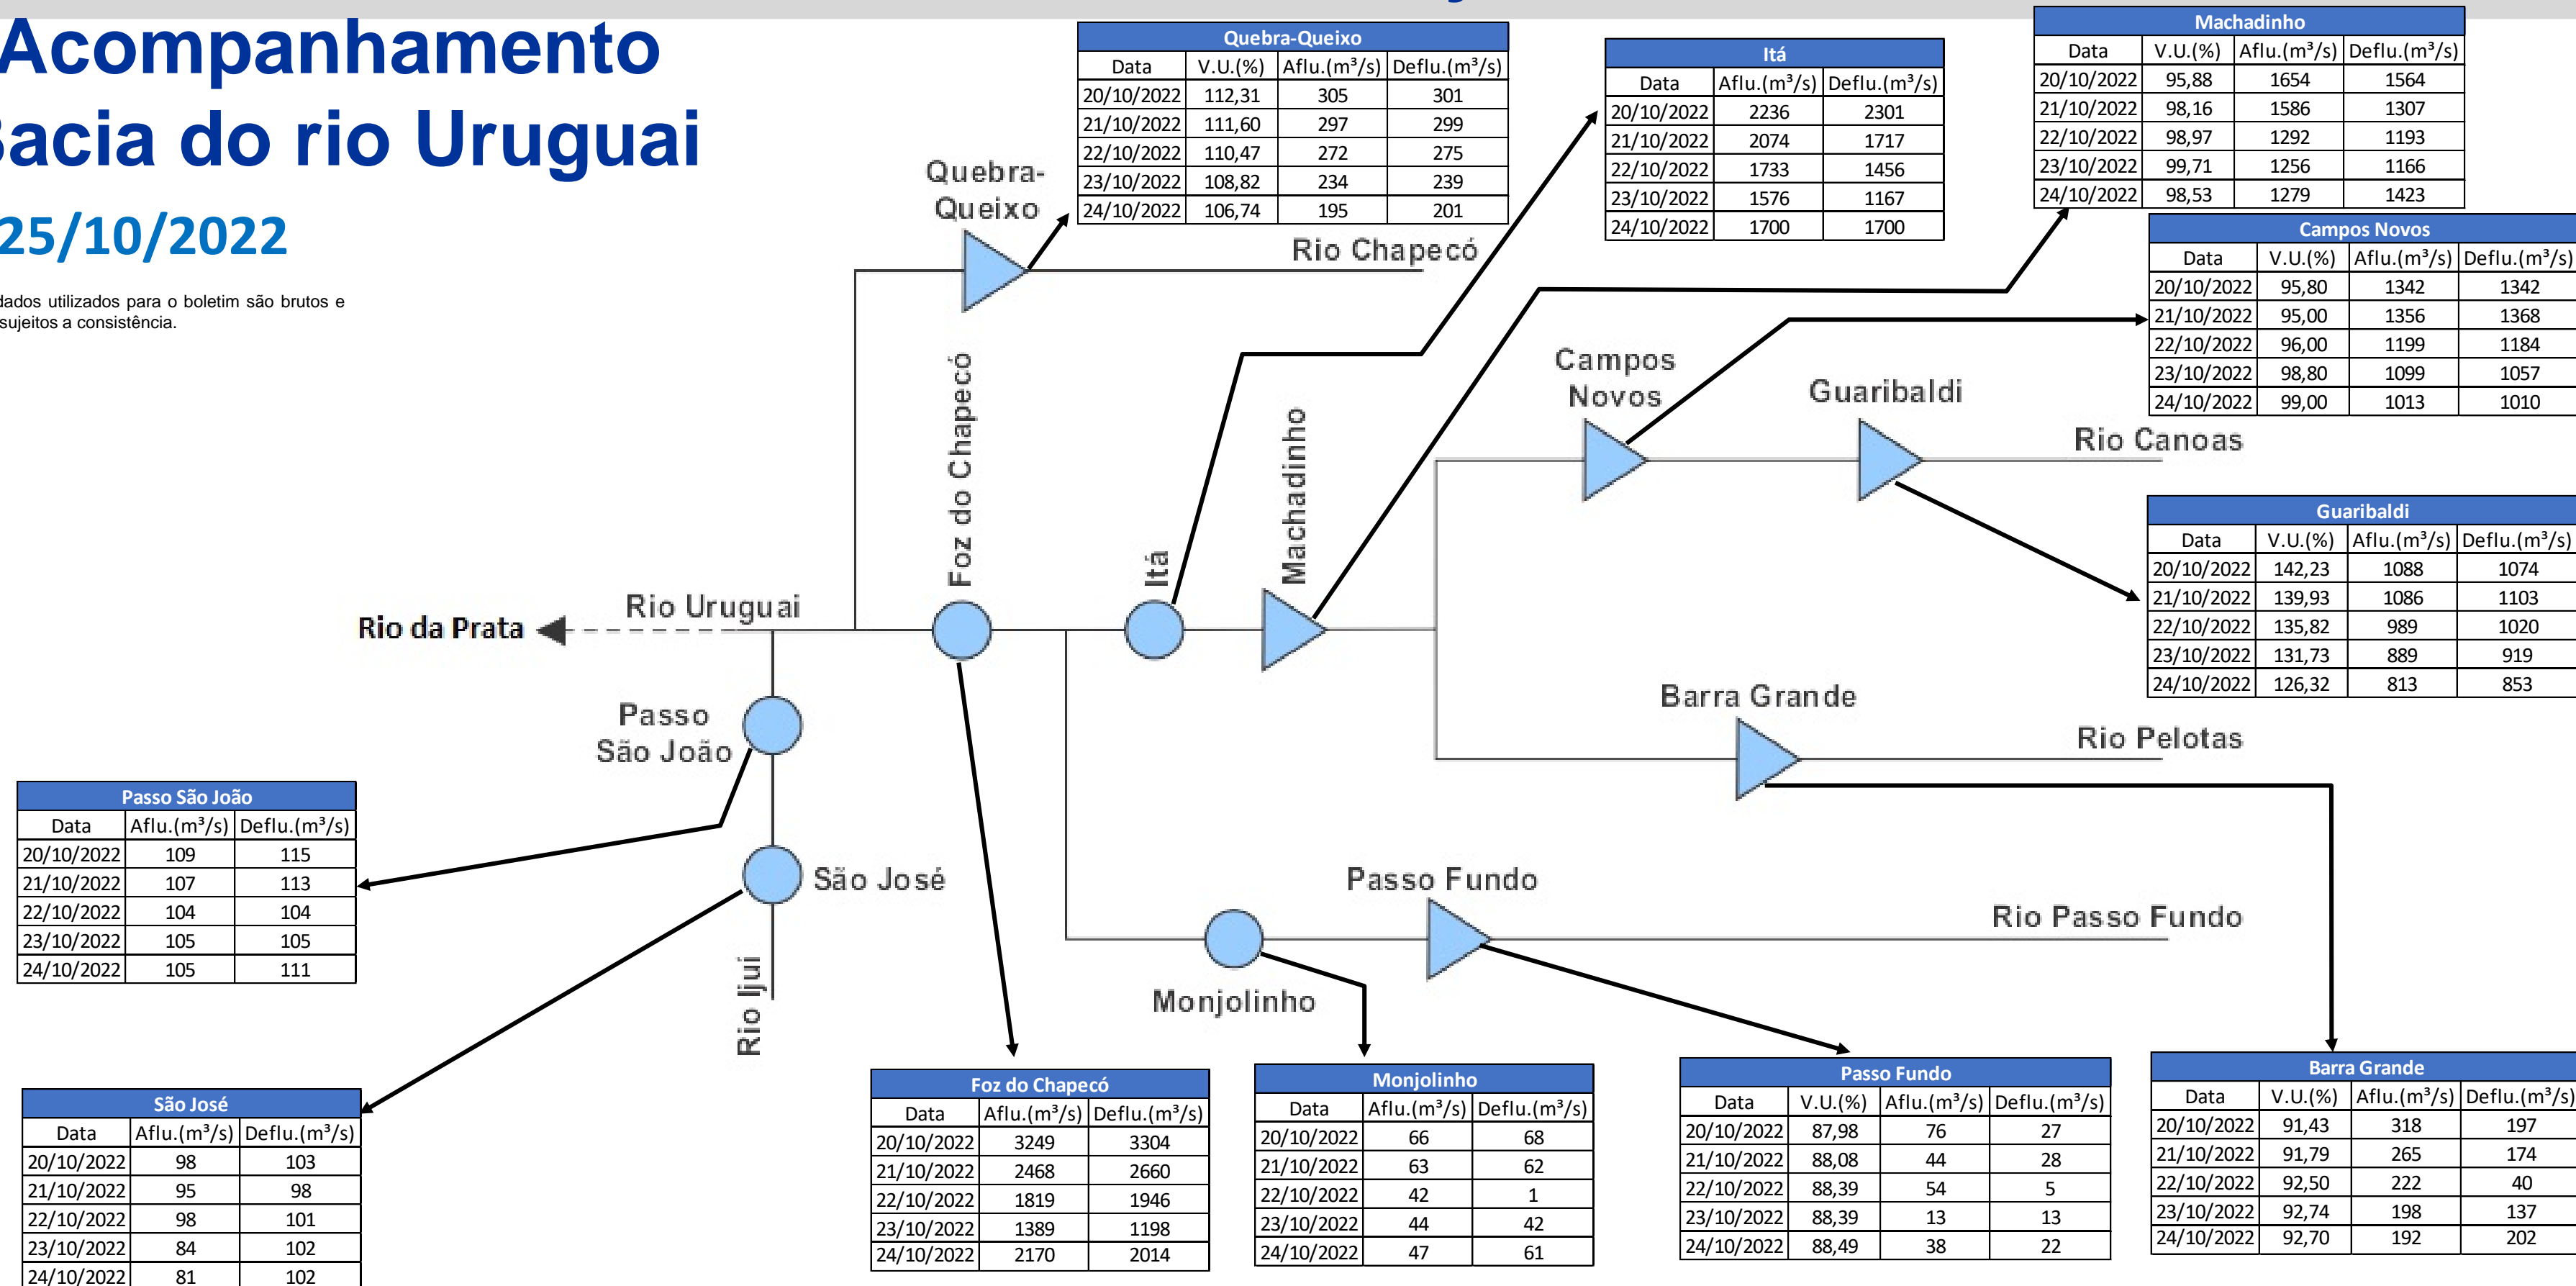 Acompanhamento
Bacia do rio Uruguai
25/10/2022
dados utilizados para o boletim são brutos e
sujeitos a consistência.
Quebra-Queixo
Data V.U.(%) Aflu.(m³/s) Deflu.(m³/s)
20/10/2022 112,31 305 301
21/10/2022 111,60 297 299
22/10/2022 110,47 272 275
23/10/2022 108,82 234 239
24/10/2022 106,74 195 201
Itá
Data Aflu.(m³/s) Deflu.(m³/s)
20/10/2022 2236 2301
21/10/2022 2074 1717
22/10/2022 1733 1456
23/10/2022 1576 1167
24/10/2022 1700 1700
Machadinho
Data V.U.(%) Aflu.(m³/s) Deflu.(m³/s)
20/10/2022 95,88 1654 1564
21/10/2022 98,16 1586 1307
22/10/2022 98,97 1292 1193
23/10/2022 99,71 1256 1166
24/10/2022 98,53 1279 1423
Campos Novos
Data V.U.(%) Aflu.(m³/s) Deflu.(m³/s)
20/10/2022 95,80 1342 1342
21/10/2022 95,00 1356 1368
22/10/2022 96,00 1199 1184
23/10/2022 98,80 1099 1057
24/10/2022 99,00 1013 1010
Guaribaldi
Data V.U.(%) Aflu.(m³/s) Deflu.(m³/s)
20/10/2022 142,23 1088 1074
21/10/2022 139,93 1086 1103
22/10/2022 135,82 989 1020
23/10/2022 131,73 889 919
24/10/2022 126,32 813 853
Quebra-
Queixo
Rio Chapecó
Foz do Chapecó
Itá
Machadinho
Campos
Novos
Guaribaldi
Rio Canoas
Rio da Prata
Rio Uruguai
Barra Grande
Rio Pelotas
Passo
São João
São José
Rio Ijuí
Passo Fundo
Rio Passo Fundo
Monjolinho
Passo São João
Data Aflu.(m³/s) Deflu.(m³/s)
20/10/2022 109 115
21/10/2022 107 113
22/10/2022 104 104
23/10/2022 105 105
24/10/2022 105 111
São José
Data Aflu.(m³/s) Deflu.(m³/s)
20/10/2022 98 103
21/10/2022 95 98
22/10/2022 98 101
23/10/2022 84 102
24/10/2022 81 102
Foz do Chapecó
Data Aflu.(m³/s) Deflu.(m³/s)
20/10/2022 3249 3304
21/10/2022 2468 2660
22/10/2022 1819 1946
23/10/2022 1389 1198
24/10/2022 2170 2014
Monjolinho
Data Aflu.(m³/s) Deflu.(m³/s)
20/10/2022 66 68
21/10/2022 63 62
22/10/2022 42 1
23/10/2022 44 42
24/10/2022 47 61
Passo Fundo
Data V.U.(%) Aflu.(m³/s) Deflu.(m³/s)
20/10/2022 87,98 76 27
21/10/2022 88,08 44 28
22/10/2022 88,39 54 5
23/10/2022 88,39 13 13
24/10/2022 88,49 38 22
Barra Grande
Data V.U.(%) Aflu.(m³/s) Deflu.(m³/s)
20/10/2022 91,43 318 197
21/10/2022 91,79 265 174
22/10/2022 92,50 222 40
23/10/2022 92,74 198 137
24/10/2022 92,70 192 202